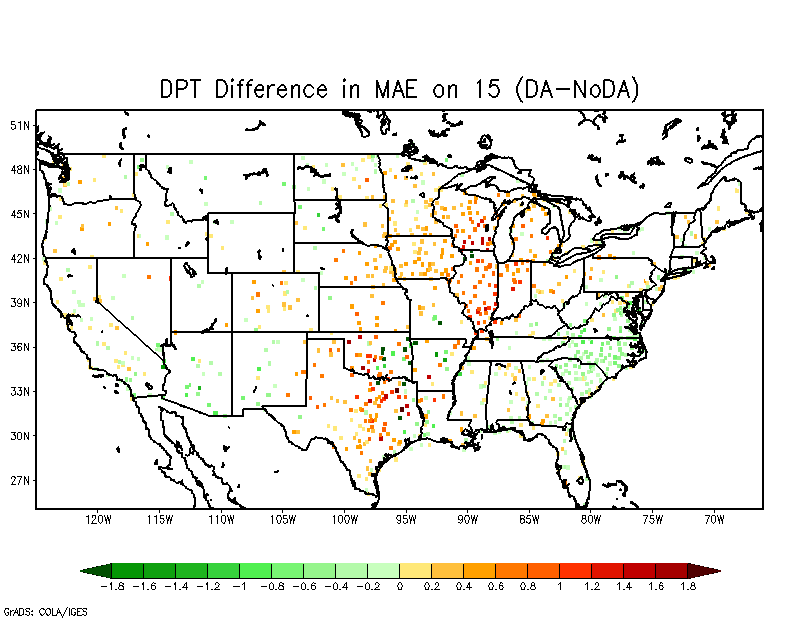 DPT Difference in MAE on 15 (DA-NoDA)
51N
48N
45N
42N
39N
36N
33N
30N
27N
120W 115W 110W 105W 100W 95W 90W 85W 80W 75W 70W
-1.8 -1.6 -1.4 -1.2 -1 -0.8 -0.6 -0.4 -0.2 0 0.2 0.4 0.6 0.8 1 1.2 1.4 1.6 1.8
GrADS: COLA/IGES